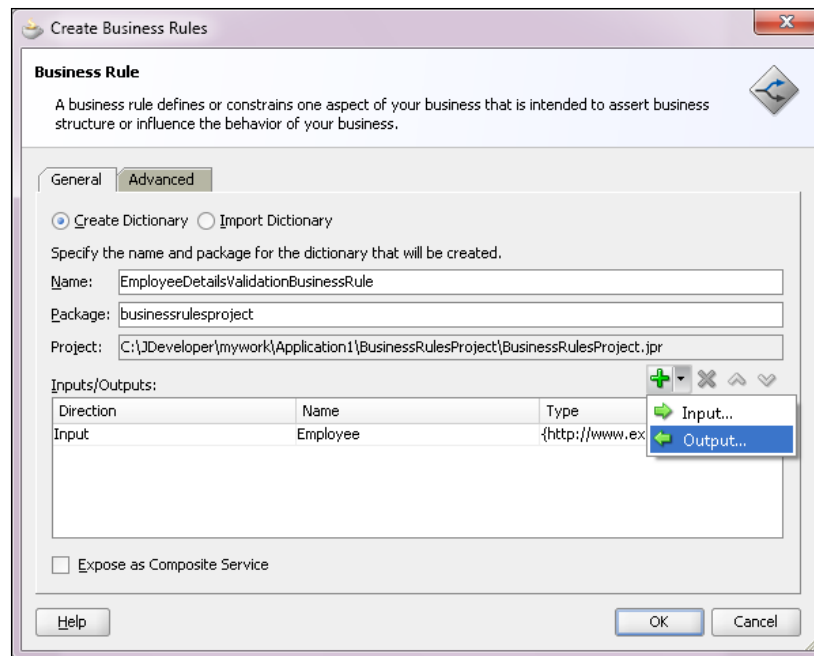 Create Business Rules
Business Rule
A business rule defines or constrains one aspect of your business that is intended to assert business
structure or influence the behavior of your business.
General Advanced
Create Dictionary Import Dictionary
Specify the name and package for the dictionary that will be created.
Name: EmployeeDetailsValidationBusinessRule
Package: businessrulesproject
Project: C:\JDeveloper\mywork\Application1\BusinessRulesProject\BusinessRulesProject.jpr
Inputs/Outputs:
Direction Name Type Input...
Input Employee {http://www.ex Output...
Expose as Composite Service
Help OK Cancel